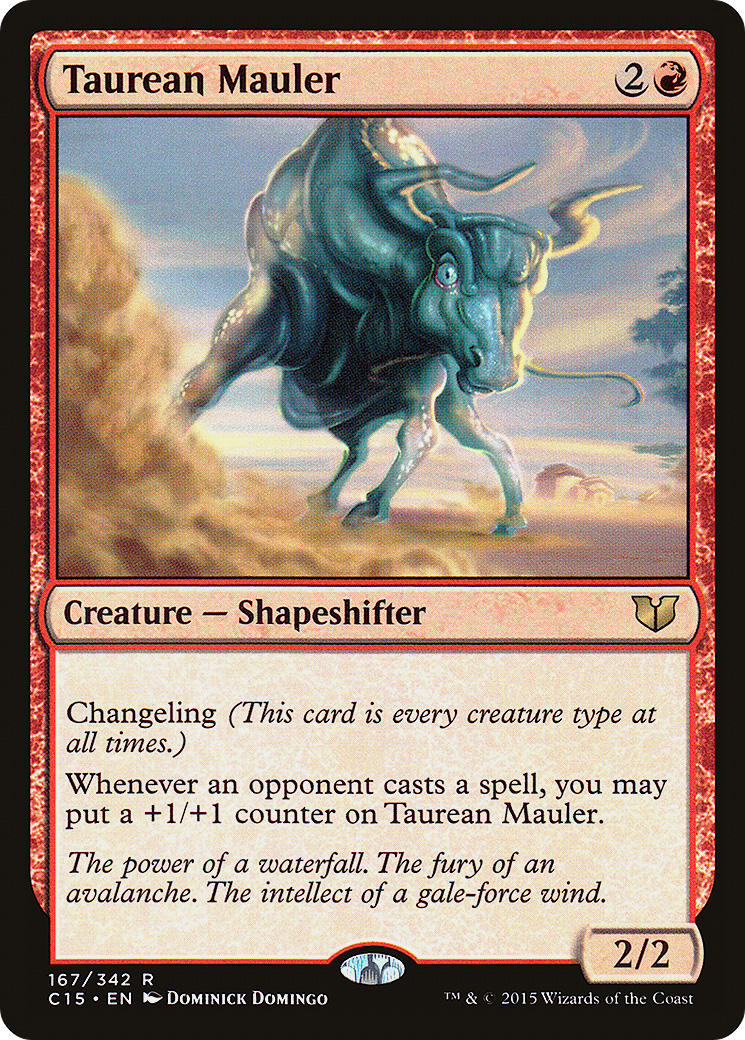 Taurean Mauler 2
Creature — Shapeshifter
Changeling (This card is every creature type at
all times.)
Whenever an opponent casts a spell, you may
put a +1/+1 counter on Taurean Mauler.
The power of a waterfall. The fury of an
avalanche. The intellect of a gale-force wind.
2/2
167/342 R
C15 • EN Dominick Domingo
™ & © 2015 Wizards of the Coast